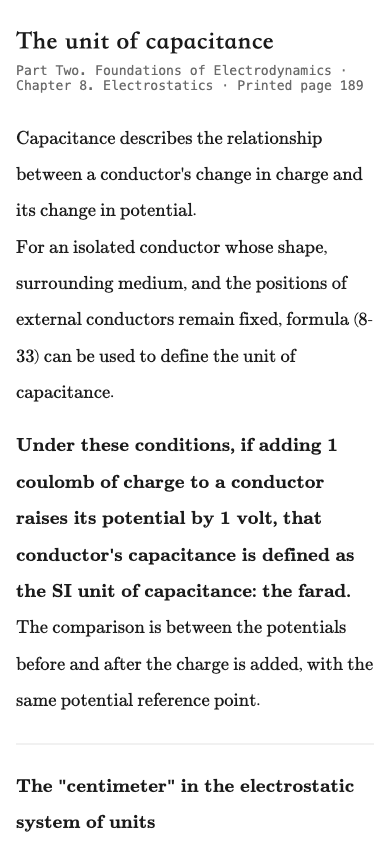 The unit of capacitance
Part Two. Foundations of Electrodynamics ·
Chapter 8. Electrostatics · Printed page 189
Capacitance describes the relationship
between a conductor's change in charge and
its change in potential.
For an isolated conductor whose shape,
surrounding medium, and the positions of
external conductors remain fixed, formula (8-
33) can be used to define the unit of
capacitance.
Under these conditions, if adding 1
coulomb of charge to a conductor
raises its potential by 1 volt, that
conductor's capacitance is defined as
the SI unit of capacitance: the farad.
The comparison is between the potentials
before and after the charge is added, with the
same potential reference point.
The "centimeter" in the electrostatic
system of units